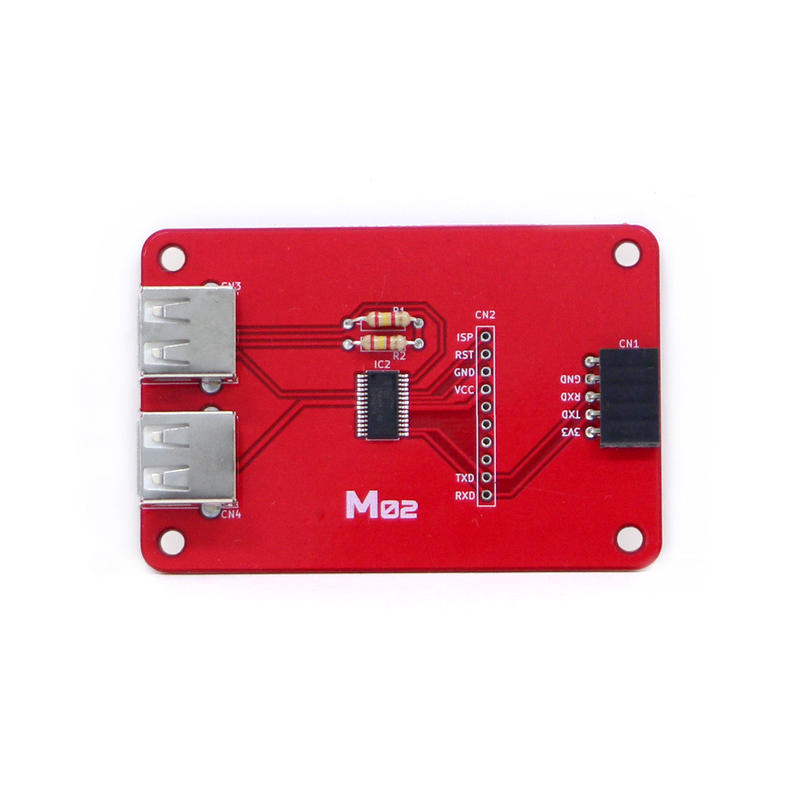 CN3
R1
R2
IC2
CN2
ISP
RST
GND
VCC
TXD
RXD
CN1
GND
RXD
TXD
3V3
CN4
M02